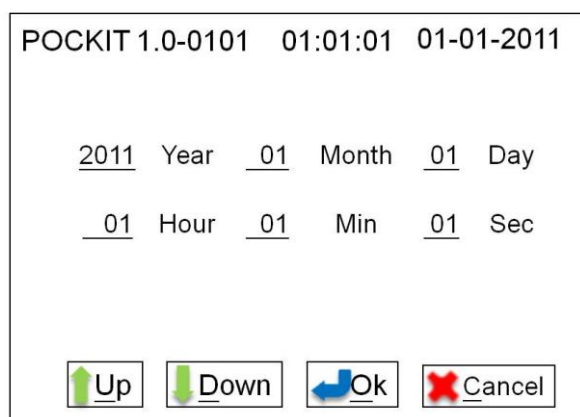 POCKIT 1.0-0101 01:01:01 01-01-2011
2011 Year 01 Month 01 Day
01 Hour 01 Min 01 Sec
Up Down Ok Cancel